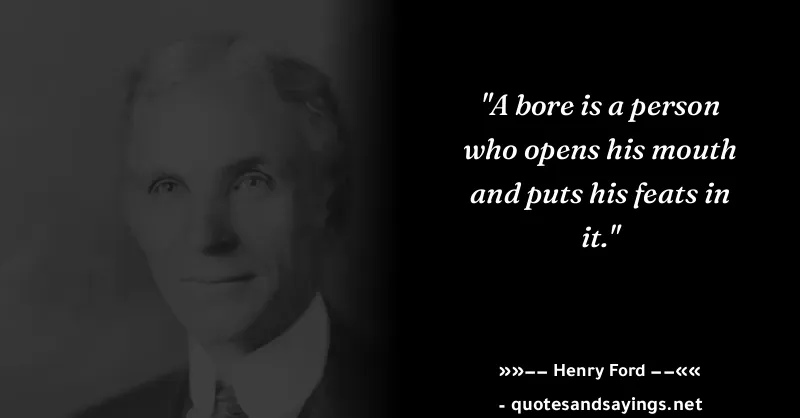 "A bore is a person
who opens his mouth
and puts his feats in
it."
»»–– Henry Ford ––««
- quotesandsayings.net